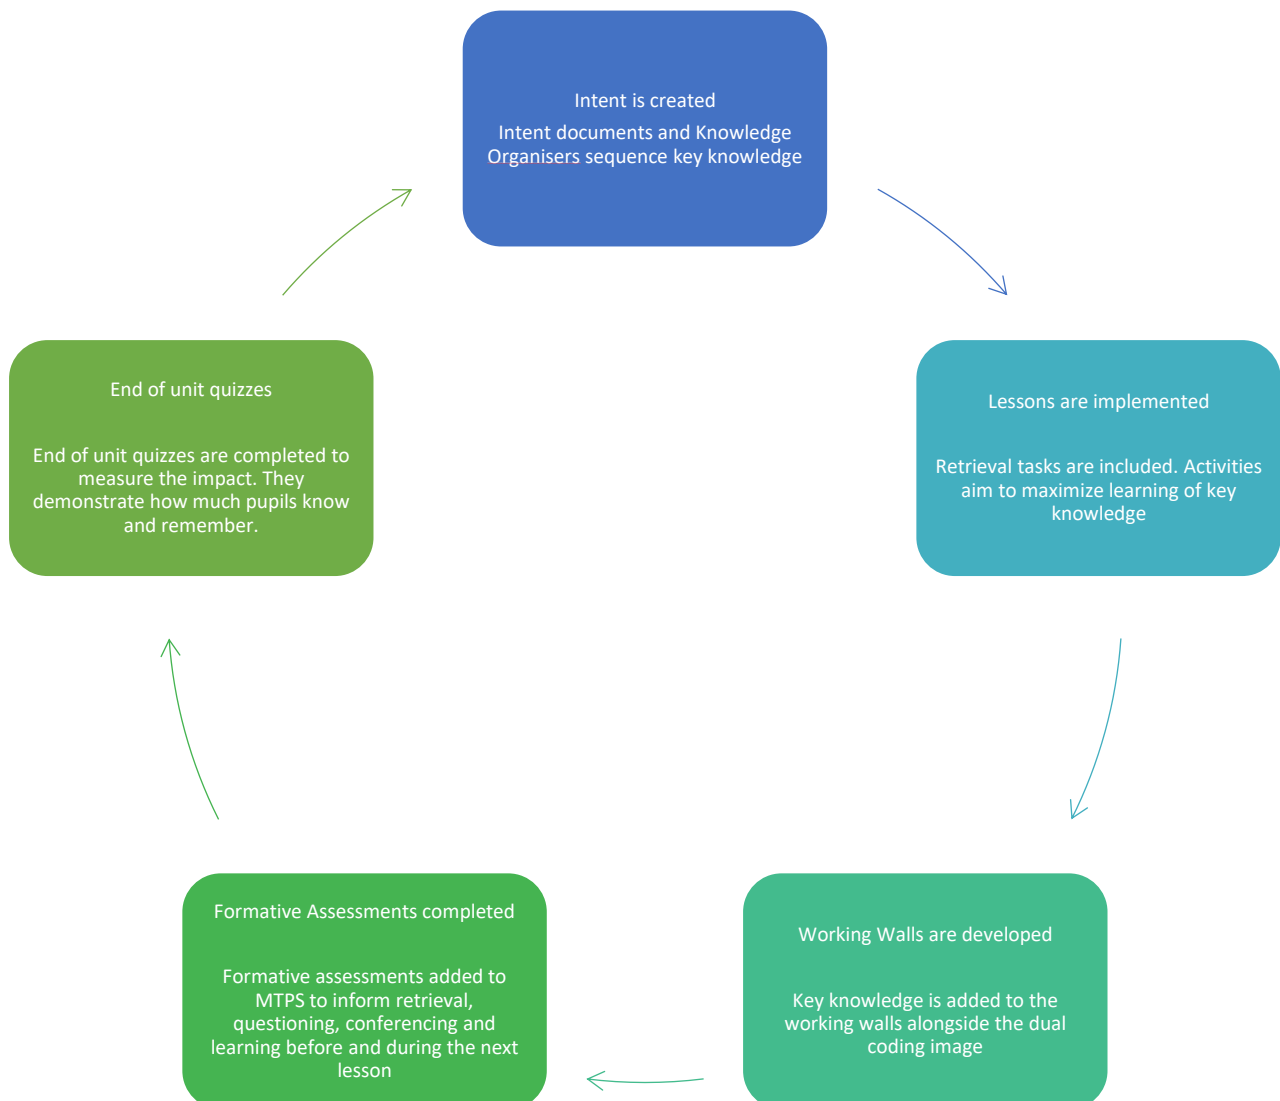 Intent is created
Intent documents and Knowledge
Organisers sequence key knowledge
Lessons are implemented
Retrieval tasks are included. Activities
aim to maximize learning of key
knowledge
Working Walls are developed
Key knowledge is added to the
working walls alongside the dual
coding image
Formative Assessments completed
Formative assessments added to
MTPS to inform retrieval,
questioning, conferencing and
learning before and during the next
lesson
End of unit quizzes
End of unit quizzes are completed to
measure the impact. They
demonstrate how much pupils know
and remember.